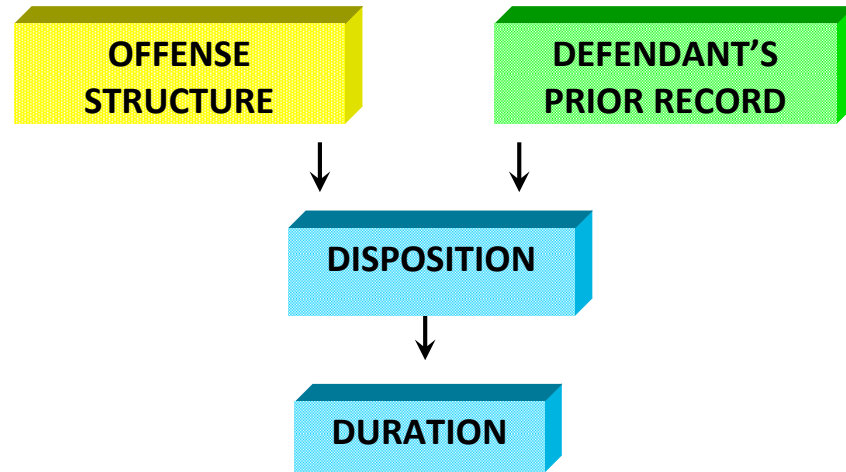 OFFENSE
STRUCTURE
DEFENDANT’S
PRIOR RECORD
DISPOSITION
DURATION